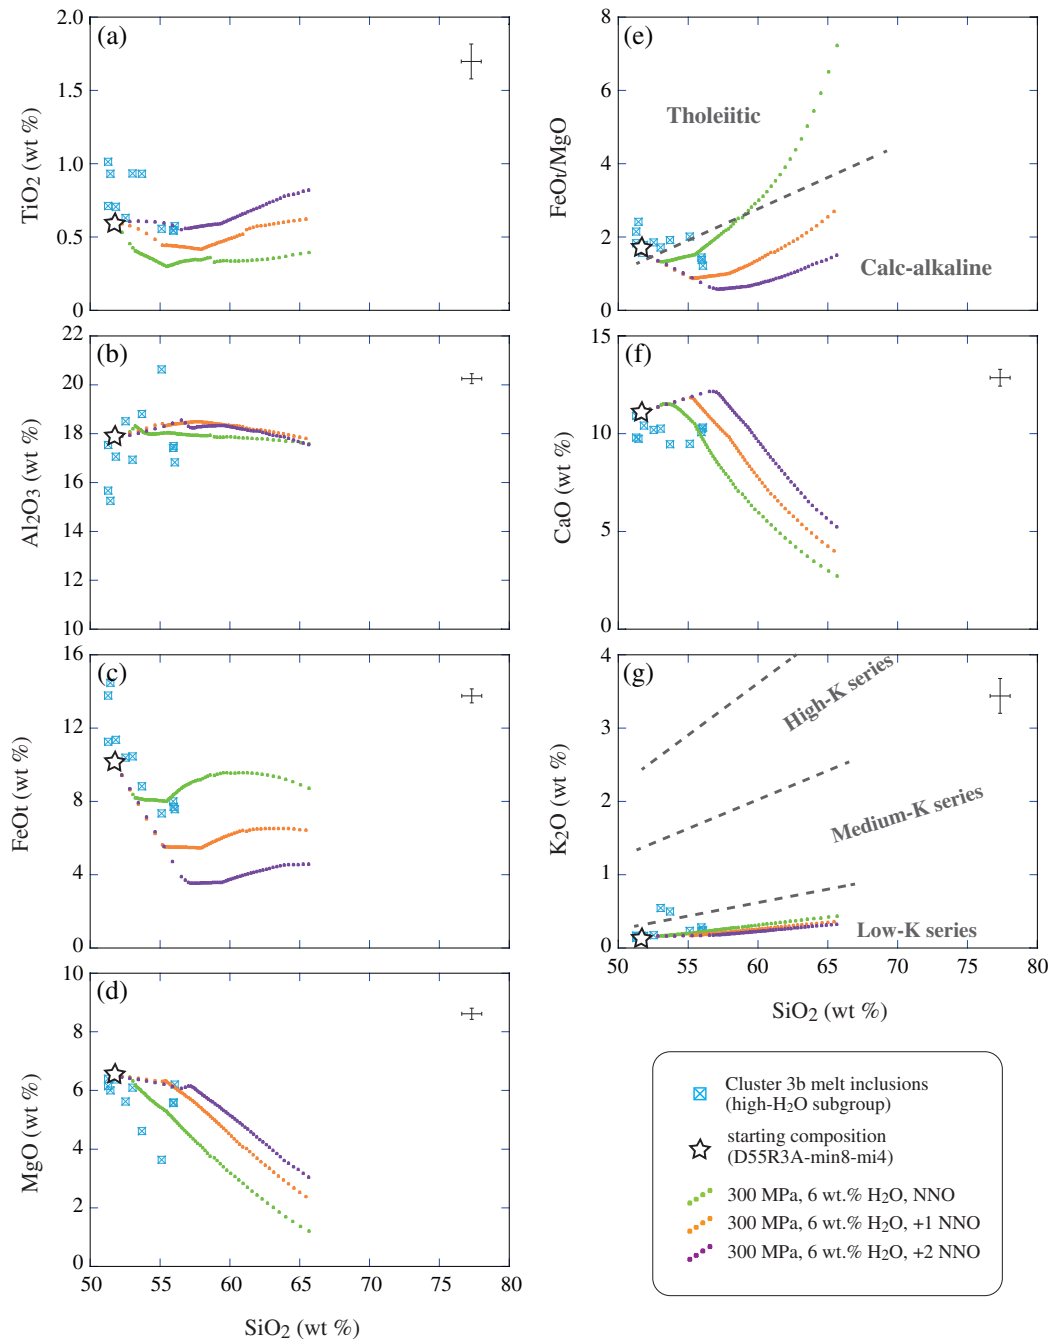 (a)
TiO2 (wt %)
2.0
1.5
1.0
0.5
0
(b)
Al2O3 (wt %)
22
20
18
16
14
12
10
(c)
FeOt (wt %)
16
12
8
4
0
(d)
MgO (wt %)
10
8
6
4
2
0
50 55 60 65 70 75 80
SiO2 (wt %)
(e)
FeOt/MgO
8
6
4
2
0
Tholeiitic
Calc-alkaline
(f)
CaO (wt %)
15
10
5
0
(g)
K2O (wt %)
4
3
2
1
0
High-K series
Medium-K series
Low-K series
50 55 60 65 70 75 80
SiO2 (wt %)
Cluster 3b melt inclusions
(high-H2O subgroup)
starting composition
(D55R3A-min8-mi4)
300 MPa, 6 wt.% H2O, NNO
300 MPa, 6 wt.% H2O, +1 NNO
300 MPa, 6 wt.% H2O, +2 NNO